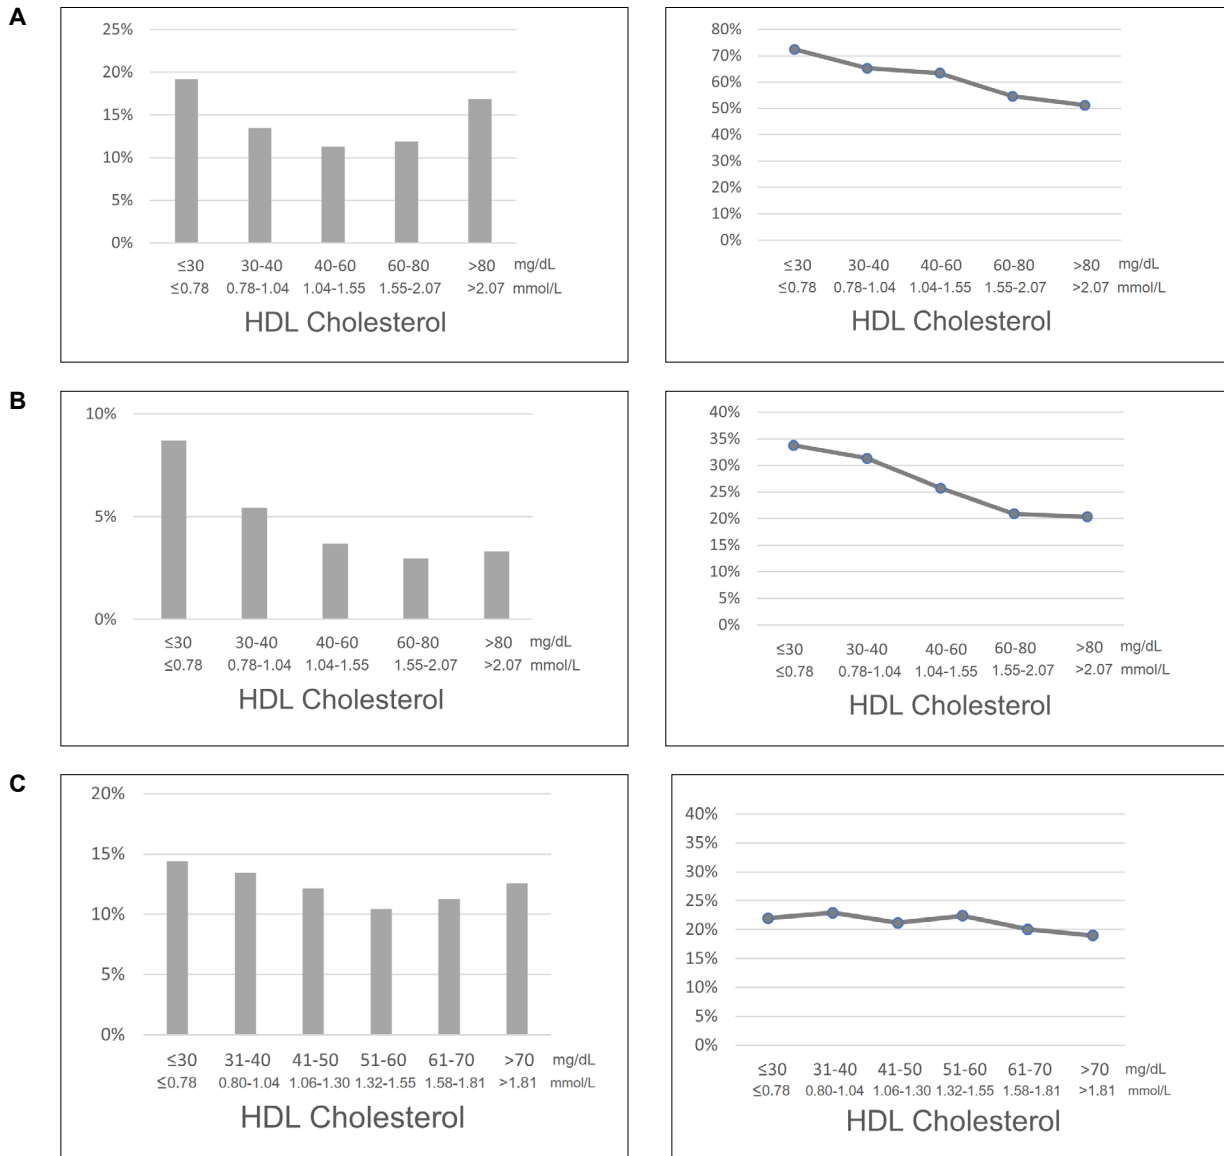 A
25%
20%
15%
10%
5%
0%
≤30 30-40 40-60 60-80 >80 mg/dL
≤0.78 0.78-1.04 1.04-1.55 1.55-2.07 >2.07 mmol/L
HDL Cholesterol
80%
70%
60%
50%
40%
30%
20%
10%
0%
≤30 30-40 40-60 60-80 >80 mg/dL
≤0.78 0.78-1.04 1.04-1.55 1.55-2.07 >2.07 mmol/L
HDL Cholesterol
B
10%
5%
0%
≤30 30-40 40-60 60-80 >80 mg/dL
≤0.78 0.78-1.04 1.04-1.55 1.55-2.07 >2.07 mmol/L
HDL Cholesterol
40%
35%
30%
25%
20%
15%
10%
5%
0%
≤30 30-40 40-60 60-80 >80 mg/dL
≤0.78 0.78-1.04 1.04-1.55 1.55-2.07 >2.07 mmol/L
HDL Cholesterol
C
20%
15%
10%
5%
0%
≤30 31-40 41-50 51-60 61-70 >70 mg/dL
≤0.78 0.80-1.04 1.06-1.30 1.32-1.55 1.58-1.81 >1.81 mmol/L
HDL Cholesterol
40%
35%
30%
25%
20%
15%
10%
5%
0%
≤30 31-40 41-50 51-60 61-70 >70 mg/dL
≤0.78 0.80-1.04 1.06-1.30 1.32-1.55 1.58-1.81 >1.81 mmol/L
HDL Cholesterol